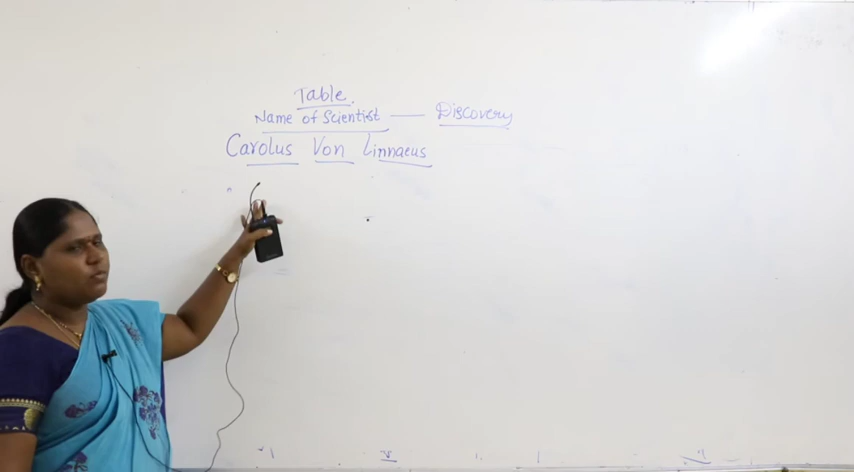 Table.
Name of Scientist — Discovery
Carolus Von Linnaeus